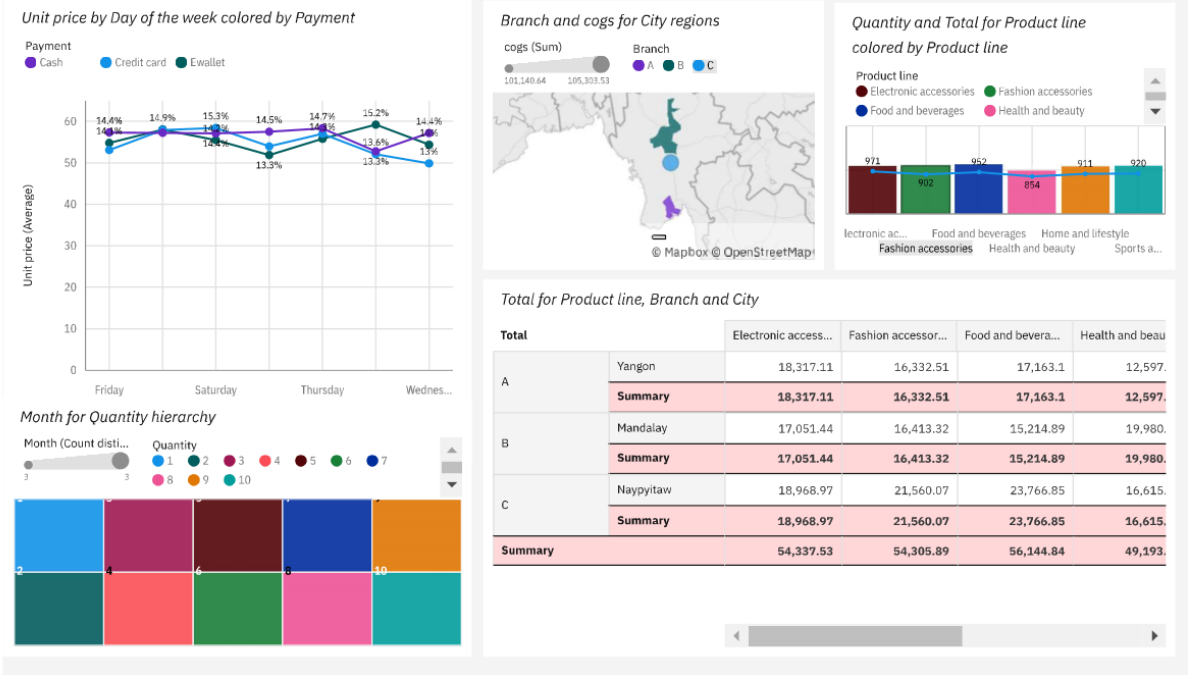 Unit price by Day of the week colored by Payment
Payment
Cash Credit card Ewallet
Unit price (Average)
60
50
40
30
20
10
0
14.4% 14.9% 15.3% 14.5% 14.7% 15.2% 14.4%
14.1%
14.4% 13.3% 13.6% 13.3% 13%
Friday Saturday Thursday Wednes...
Branch and cogs for City regions
cogs (Sum) Branch
101,140.64 105,303.53
A B C
© Mapbox © OpenStreetMap
Quantity and Total for Product line
colored by Product line
Product line
Electronic accessories Fashion accessories
Food and beverages Health and beauty
971 902 952 854 911 920
lectronic ac... Food and beverages Home and lifestyle
Fashion accessories Health and beauty Sports a...
Month for Quantity hierarchy
Month (Count disti... Quantity
3 3
1 2 3 4 5 6 7
8 9 10
2 4 6 8 10
Total for Product line, Branch and City
Total Electronic access... Fashion accessor... Food and bevera... Health and beau
A Yangon 18,317.11 16,332.51 17,163.1 12,597.
Summary 18,317.11 16,332.51 17,163.1 12,597.
B Mandalay 17,051.44 16,413.32 15,214.89 19,980.
Summary 17,051.44 16,413.32 15,214.89 19,980.
C Naypyitaw 18,968.97 21,560.07 23,766.85 16,615.
Summary 18,968.97 21,560.07 23,766.85 16,615.
Summary 54,337.53 54,305.89 56,144.84 49,193.